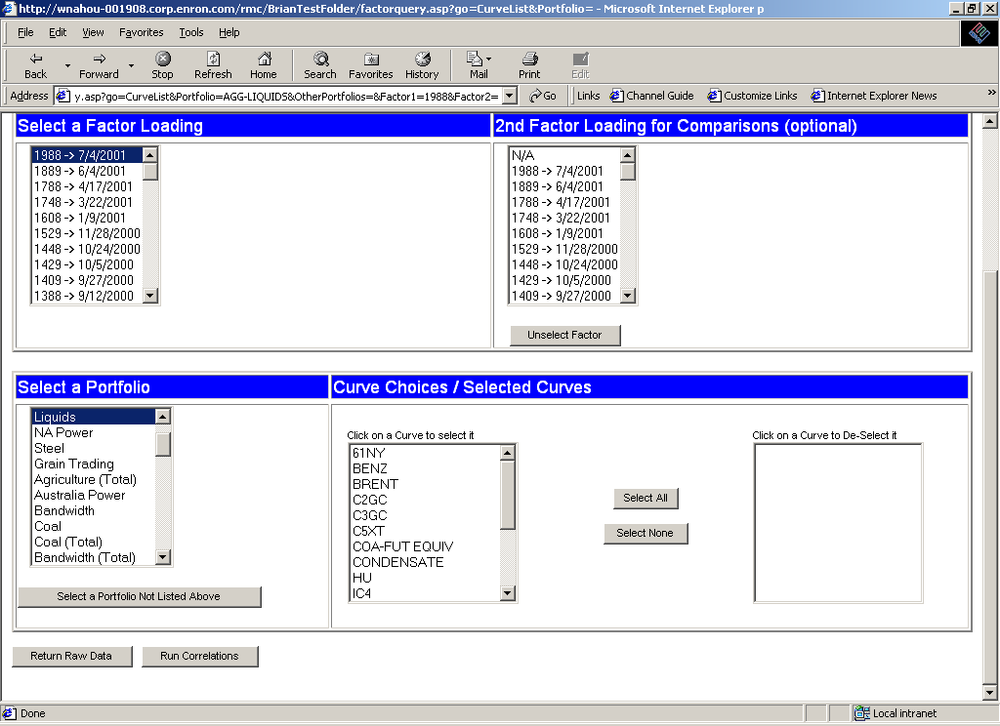 http://wnahou-001908.corp.enron.com/rmc/BrianTestFolder/factorquery.asp?go=CurveList&Portfolio= - Microsoft Internet Explorer p
File Edit View Favorites Tools Help
Back Forward Stop Refresh Home Search Favorites History Mail Print Edit
Address y.asp?go=CurveList&Portfolio=AGG-LIQUIDS&OtherPortfolios=&Factor1=1988&Factor2= Go Links Channel Guide Customize Links Internet Explorer News »
Select a Factor Loading
1988 -> 7/4/2001
1889 -> 6/4/2001
1788 -> 4/17/2001
1748 -> 3/22/2001
1608 -> 1/9/2001
1529 -> 11/28/2000
1448 -> 10/24/2000
1429 -> 10/5/2000
1409 -> 9/27/2000
1388 -> 9/12/2000
2nd Factor Loading for Comparisons (optional)
N/A
1988 -> 7/4/2001
1889 -> 6/4/2001
1788 -> 4/17/2001
1748 -> 3/22/2001
1608 -> 1/9/2001
1529 -> 11/28/2000
1448 -> 10/24/2000
1429 -> 10/5/2000
1409 -> 9/27/2000
Unselect Factor
Select a Portfolio
Liquids
NA Power
Steel
Grain Trading
Agriculture (Total)
Australia Power
Bandwidth
Coal
Coal (Total)
Bandwidth (Total)
Select a Portfolio Not Listed Above
Curve Choices / Selected Curves
Click on a Curve to select it
61NY
BENZ
BRENT
C2GC
C3GC
C5XT
COA-FUT EQUIV
CONDENSATE
HU
IC4
Select All
Select None
Click on a Curve to De-Select it
Return Raw Data Run Correlations
Done Local intranet